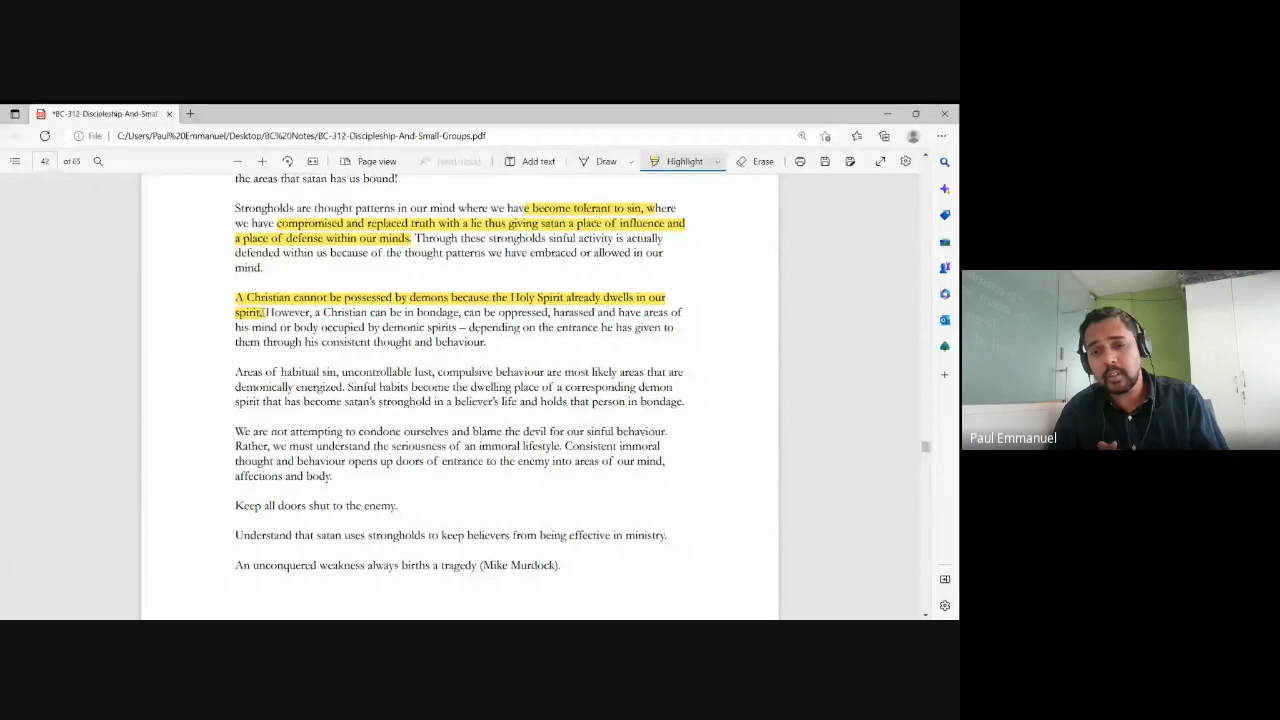 *BC-312-Discipleship-And-Small
File
C:/Users/Paul%20Emmanuel/Desktop/BC%20Notes/BC-312-Discipleship-And-Small-Groups.pdf
42 of 65
Page view
Read aloud
Add text
Draw
Highlight
Erase
the areas that satan has us bound!
Strongholds are thought patterns in our mind where we have become tolerant to sin, where
we have compromised and replaced truth with a lie thus giving satan a place of influence and
a place of defense within our minds. Through these strongholds sinful activity is actually
defended within us because of the thought patterns we have embraced or allowed in our
mind.
A Christian cannot be possessed by demons because the Holy Spirit already dwells in our
spirit. However, a Christian can be in bondage, can be oppressed, harassed and have areas of
his mind or body occupied by demonic spirits – depending on the entrance he has given to
them through his consistent thought and behaviour.
Areas of habitual sin, uncontrollable lust, compulsive behaviour are most likely areas that are
demonically energized. Sinful habits become the dwelling place of a corresponding demon
spirit that has become satan's stronghold in a believer's life and holds that person in bondage.
We are not attempting to condone ourselves and blame the devil for our sinful behaviour.
Rather, we must understand the seriousness of an immoral lifestyle. Consistent immoral
thought and behaviour opens up doors of entrance to the enemy into areas of our mind,
affections and body.
Keep all doors shut to the enemy.
Understand that satan uses strongholds to keep believers from being effective in ministry.
An unconquered weakness always births a tragedy (Mike Murdock).
Paul Emmanuel